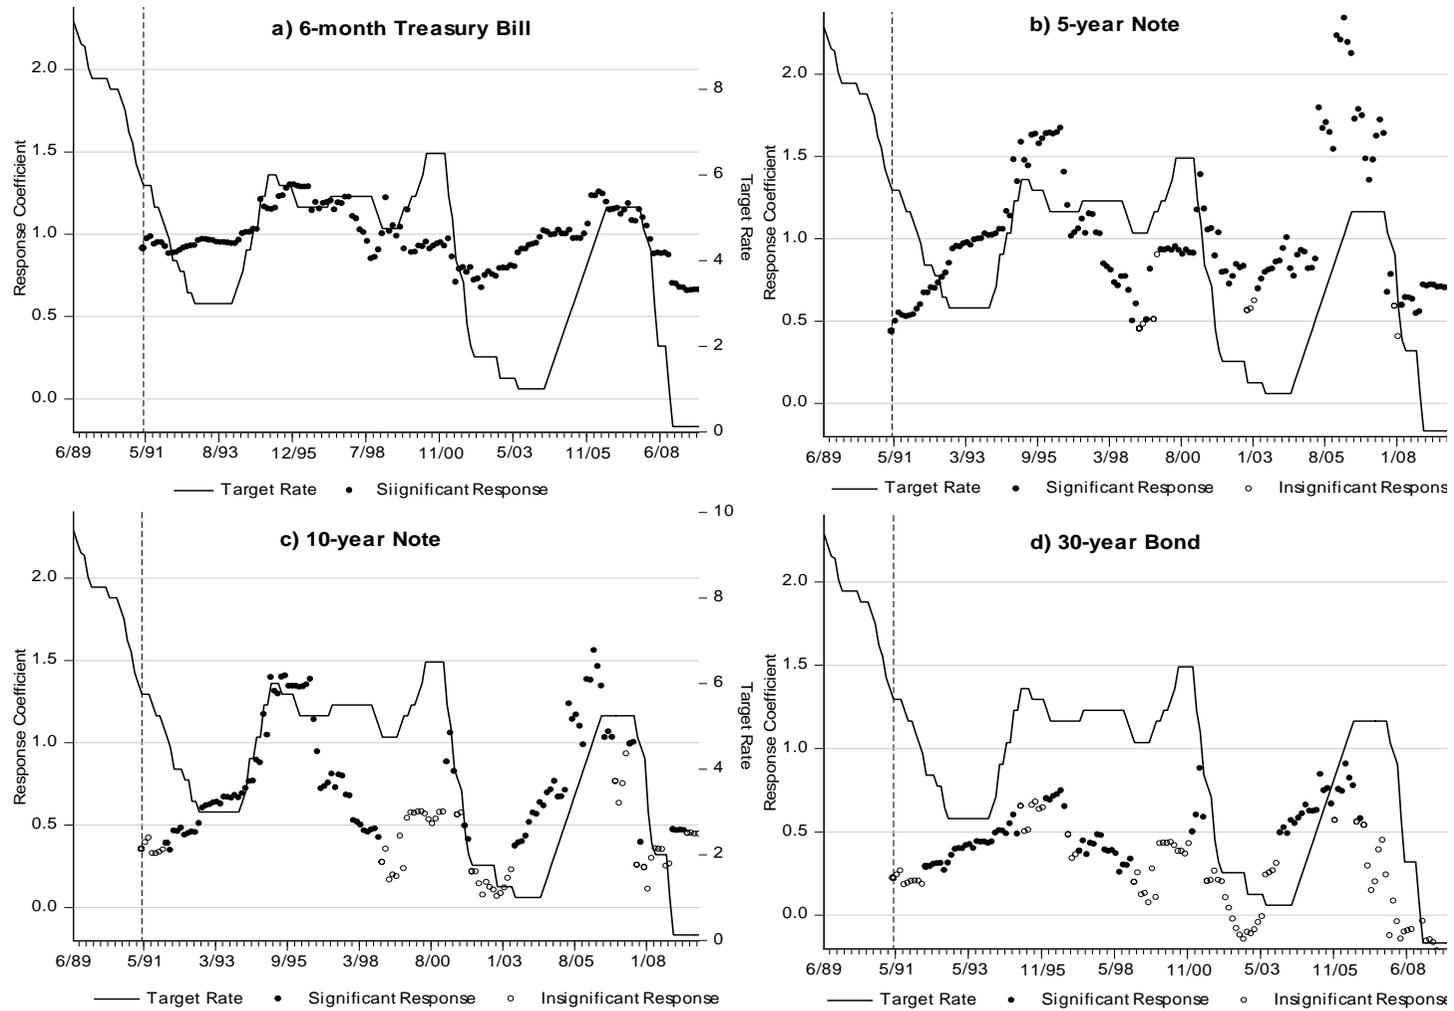 a) 6-month Treasury Bill
Response Coefficient
2.0
1.5
1.0
0.5
0.0
Target Rate
8
6
4
2
0
6/89 5/91 8/93 12/95 7/98 11/00 5/03 11/05 6/08
Target Rate Siignificant Response
b) 5-year Note
Response Coefficient
2.0
1.5
1.0
0.5
0.0
6/89 5/91 3/93 9/95 3/98 8/00 1/03 8/05 1/08
Target Rate Significant Response Insignificant Respons
c) 10-year Note
Response Coefficient
2.0
1.5
1.0
0.5
0.0
Target Rate
10
8
6
4
2
0
6/89 5/91 3/93 9/95 3/98 8/00 1/03 8/05 1/08
Target Rate Significant Response Insignificant Response
d) 30-year Bond
Response Coefficient
2.0
1.5
1.0
0.5
0.0
6/89 5/91 5/93 11/95 5/98 11/00 5/03 11/05 6/08
Target Rate Significant Response Insignificant Respons